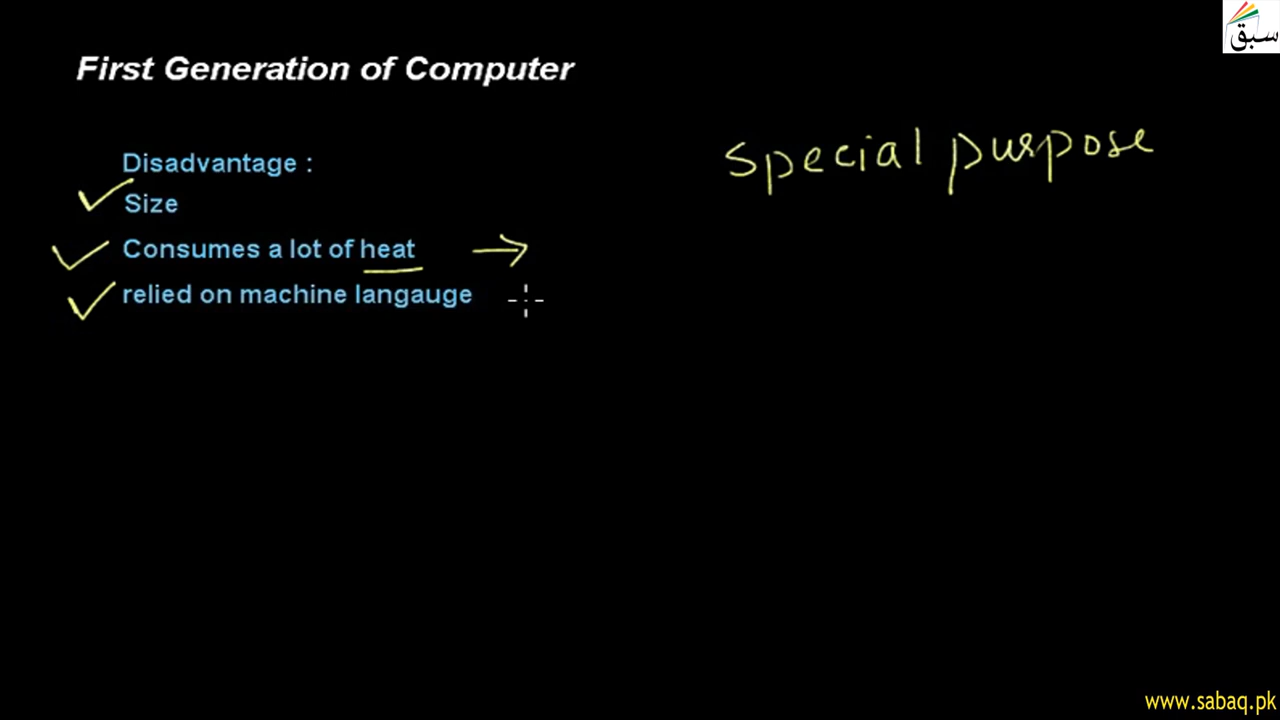 سبق
First Generation of Computer
special purpose
Disadvantage :
Size
Consumes a lot of heat
relied on machine langauge
www.sabaq.pk